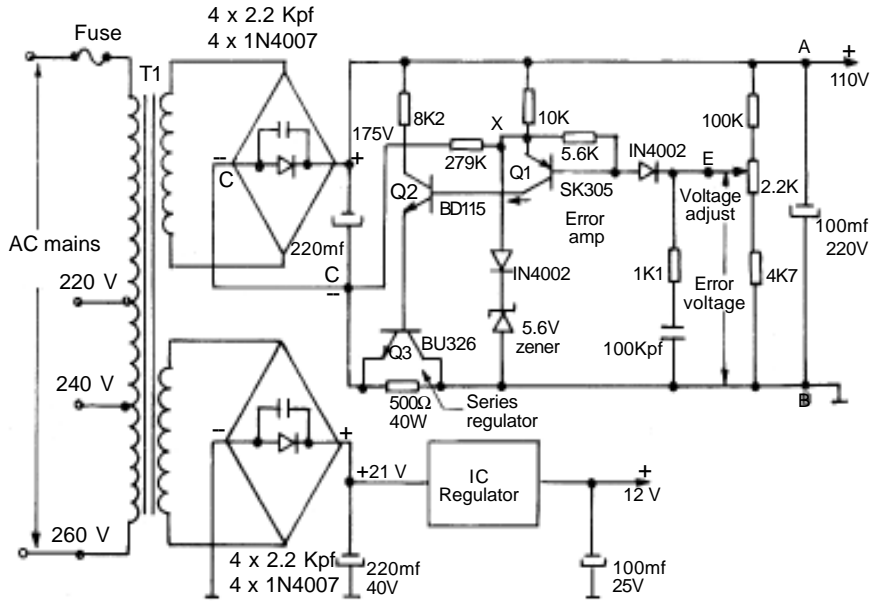 4 x 2.2 Kpf
4 x 1N4007
Fuse
T1
A
+
110V
8K2
10K
X
100K
175V
+
279K
5.6K
IN4002
E
--
C
Q1
Q2
SK305
2.2K
BD115
Voltage
adjust
Error
amp
220mf
100mf
220V
AC mains
C
--
IN4002
1K1
Error
voltage
4K7
220 V
5.6V
zener
100Kpf
Q3
BU326
B
240 V
500Ω
40W
Series
regulator
--
+
+21 V
IC
Regulator
+
12 V
260 V
4 x 2.2 Kpf
4 x 1N4007
220mf
40V
100mf
25V